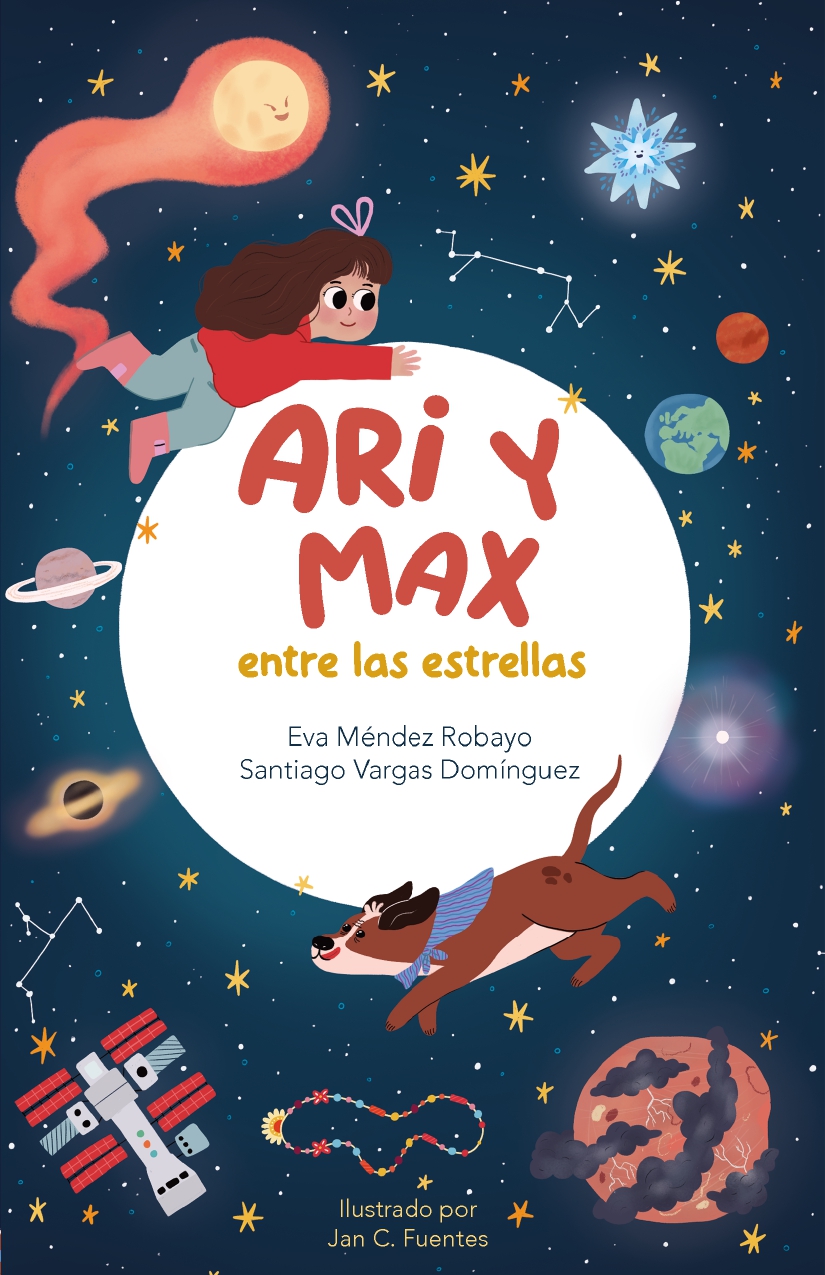 ARi Y
MAX
entre las estrellas
Eva Méndez Robayo
Santiago Vargas Domínguez
Ilustrado por
Jan C. Fuentes